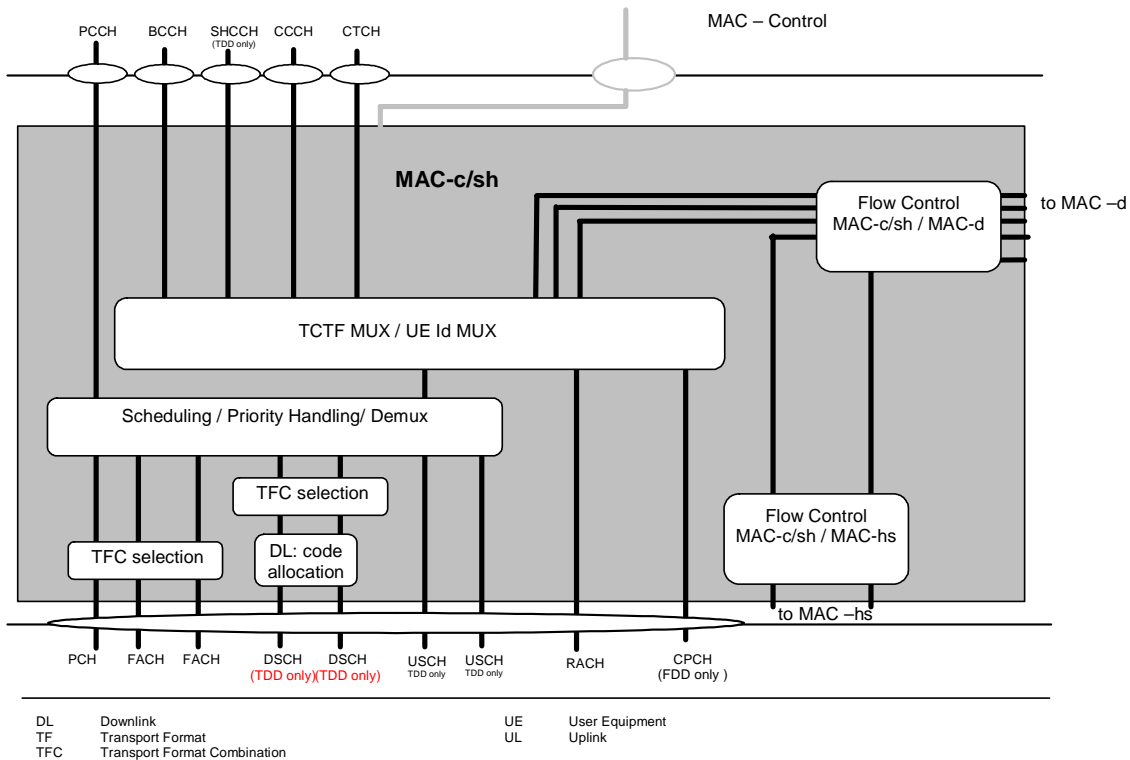 MAC – Control
PCCH BCCH SHCCH CCCH CTCH
(TDD only)
MAC-c/sh
Flow Control
MAC-c/sh / MAC-d
to MAC –d
TCTF MUX / UE Id MUX
Scheduling / Priority Handling/ Demux
TFC selection
Flow Control
MAC-c/sh / MAC-hs
TFC selection
DL: code
allocation
to MAC –hs
PCH FACH FACH DSCH DSCH USCH USCH RACH CPCH
(TDD only)(TDD only) TDD only TDD only (FDD only )
DL Downlink UE User Equipment
TF Transport Format UL Uplink
TFC Transport Format Combination